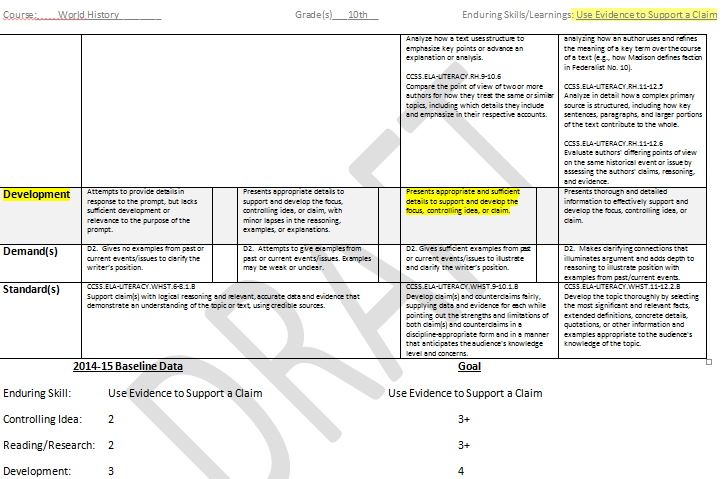 Course: World History Grade(s) 10th Enduring Skills/Learnings: Use Evidence to Support a Claim
Analyze how a text uses structure to
emphasize key points or advance an
explanation or analysis.
CCSS.ELA-LITERACY.RH.9-10.6
Compare the point of view of two or more
authors for how they treat the same or similar
topics, including which details they include
and emphasize in their respective accounts.
analyzing how an author uses and refines
the meaning of a key term over the course
of a text (e.g., how Madison defines faction
in Federalist No. 10).
CCSS.ELA-LITERACY.RH.11-12.5
Analyze in detail how a complex primary
source is structured, including how key
sentences, paragraphs, and larger portions
of the text contribute to the whole.
CCSS.ELA-LITERACY.RH.11-12.6
Evaluate authors' differing points of view
on the same historical event or issue by
assessing the authors' claims, reasoning,
and evidence.
Development
Attempts to provide details in
response to the prompt, but lacks
sufficient development or
relevance to the purpose of the
prompt.
Presents appropriate details to
support and develop the focus,
controlling idea, or claim, with
minor lapses in the reasoning,
examples, or explanations.
Presents appropriate and sufficient
details to support and develop the
focus, controlling idea, or claim.
Presents thorough and detailed
information to effectively support and
develop the focus, controlling idea, or
claim.
Demand(s)
D2. Gives no examples from past or
current events/issues to clarify the
writer's position.
D2. Attempts to give examples from
past or current events/issues. Examples
may be weak or unclear.
D2. Gives sufficient examples from past
or current events/issues to illustrate
and clarify the writer's position.
D2. Makes clarifying connections that
illuminates argument and adds depth to
reasoning to illustrate position with
examples from past/current events.
Standard(s)
CCSS.ELA-LITERACY.WHST.6-8.1.B
Support claim(s) with logical reasoning and relevant, accurate data and evidence that
demonstrate an understanding of the topic or text, using credible sources.
CCSS.ELA-LITERACY.WHST.9-10.1.B
Develop claim(s) and counterclaims fairly,
supplying data and evidence for each while
pointing out the strengths and limitations of
both claim(s) and counterclaims in a
discipline-appropriate form and in a manner
that anticipates the audience's knowledge
level and concerns.
CCSS.ELA-LITERACY.WHST.11-12.2.B
Develop the topic thoroughly by selecting
the most significant and relevant facts,
extended definitions, concrete details,
quotations, or other information and
examples appropriate to the audience's
knowledge of the topic.
DRAFT
2014-15 Baseline Data Goal
Enduring Skill: Use Evidence to Support a Claim Use Evidence to Support a Claim
Controlling Idea: 2 3+
Reading/Research: 2 3+
Development: 3 4